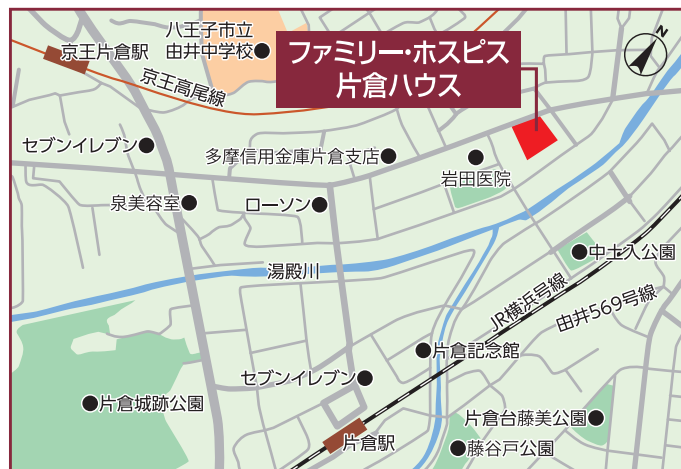 八王子市立
由井中学校
京王片倉駅
京王高尾線
ファミリー・ホスピス
片倉ハウス
N
セブンイレブン
多摩信用金庫片倉支店
岩田医院
泉美容室
ローソン
中土入公園
湯殿川
JR横浜号線
由井569号線
片倉記念館
セブンイレブン
片倉城跡公園
片倉台藤美公園
片倉駅
藤谷戸公園